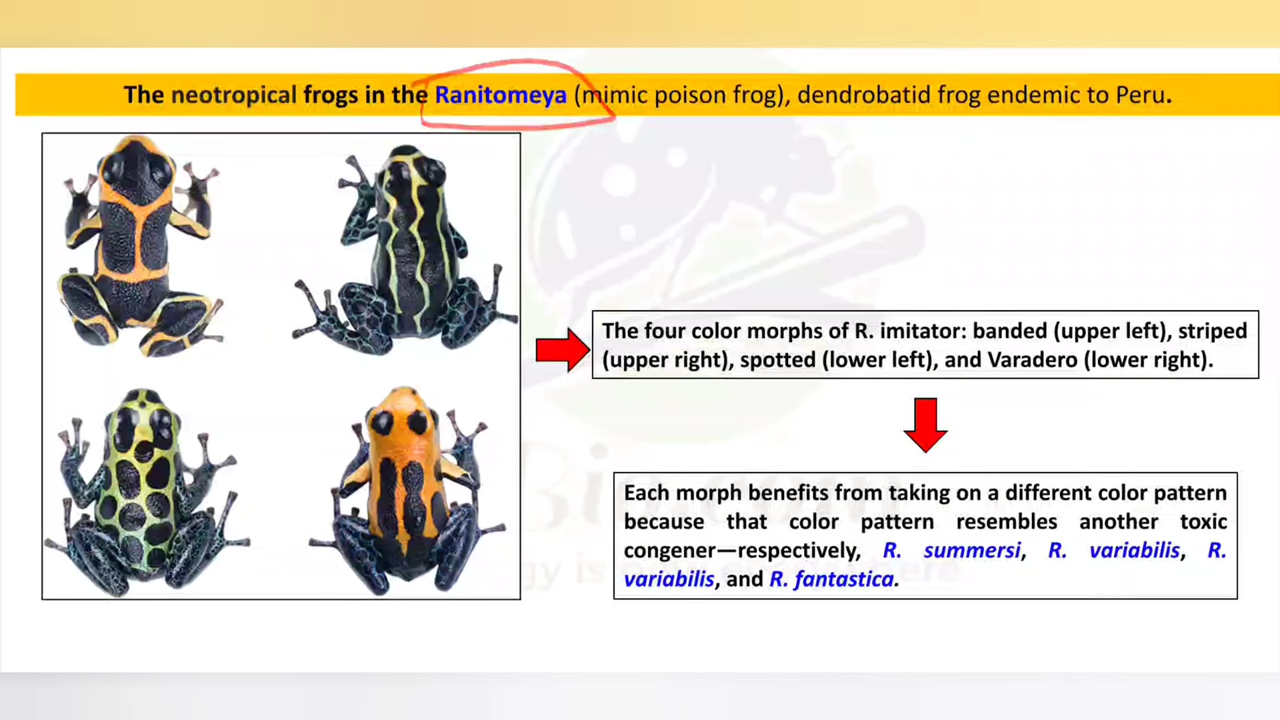 The neotropical frogs in the Ranitomeya (mimic poison frog), dendrobatid frog endemic to Peru.
The four color morphs of R. imitator: banded (upper left), striped
(upper right), spotted (lower left), and Varadero (lower right).
Each morph benefits from taking on a different color pattern
because that color pattern resembles another toxic
congener—respectively, R. summersi, R. variabilis, R.
variabilis, and R. fantastica.